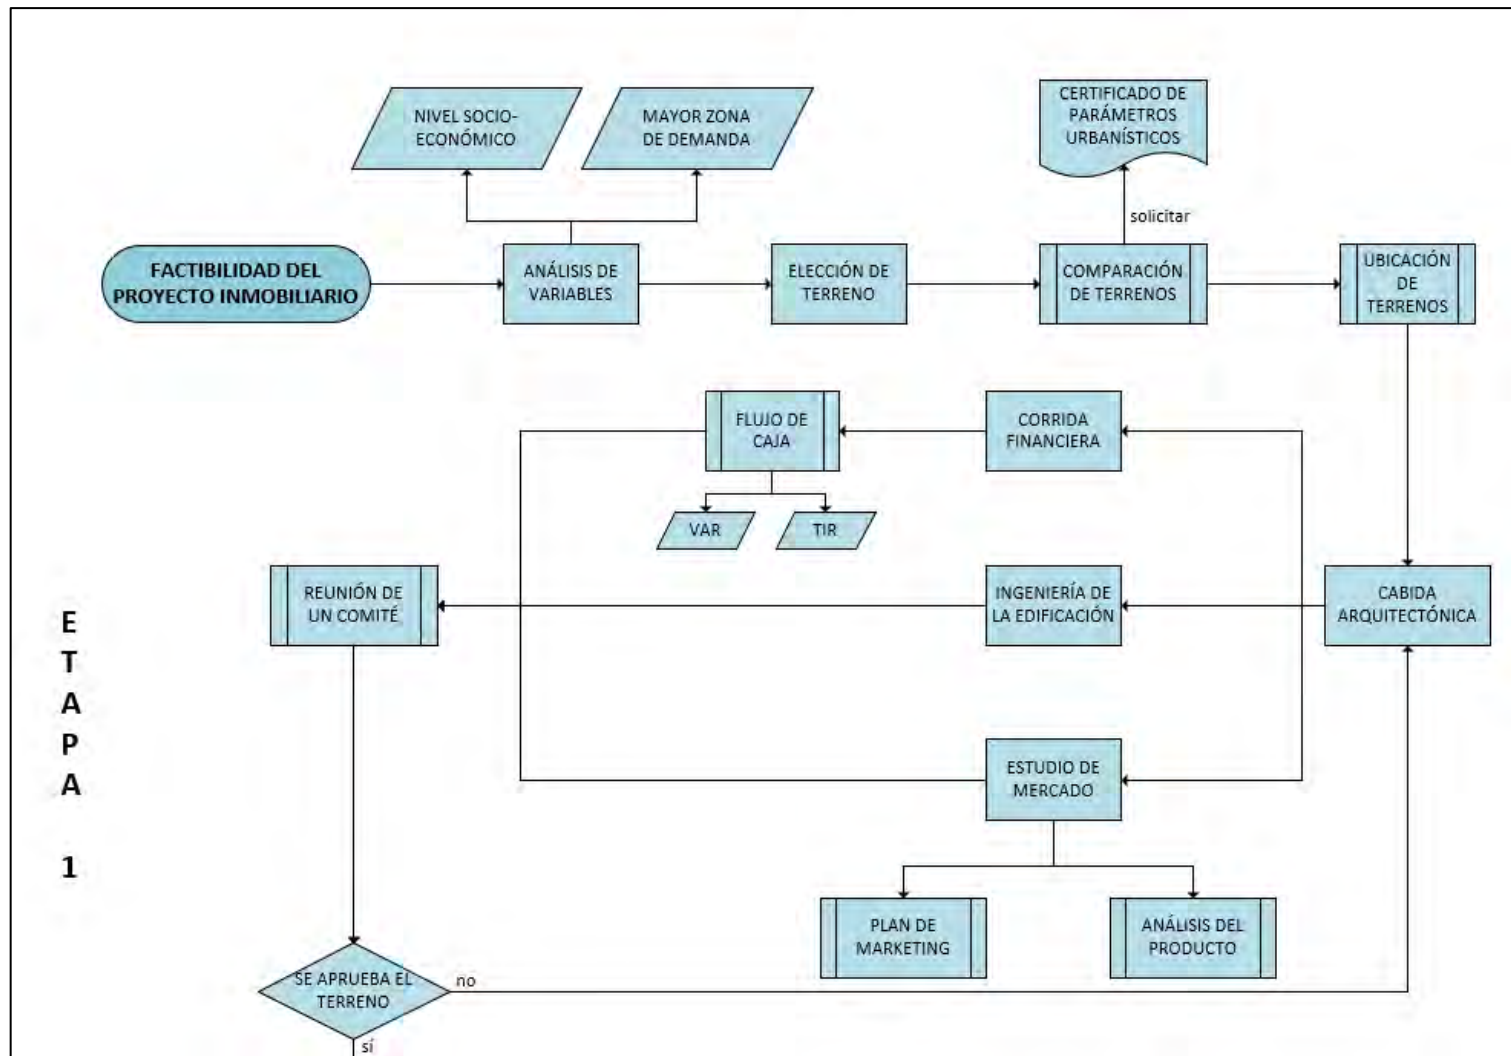 NIVEL SOCIO-
ECONÓMICO
MAYOR ZONA
DE DEMANDA
CERTIFICADO DE
PARÁMETROS
URBANÍSTICOS
solicitar
FACTIBILIDAD DEL
PROYECTO INMOBILIARIO
ANÁLISIS DE
VARIABLES
ELECCIÓN DE
TERRENO
COMPARACIÓN
DE TERRENOS
UBICACIÓN
DE
TERRENOS
FLUJO DE
CAJA
CORRIDA
FINANCIERA
VAR
TIR
REUNIÓN DE
UN COMITÉ
INGENIERÍA DE
LA EDIFICACIÓN
CABIDA
ARQUITECTÓNICA
ETAPA 1
ESTUDIO DE
MERCADO
PLAN DE
MARKETING
ANÁLISIS DEL
PRODUCTO
SE APRUEBA EL
TERRENO
no
sí